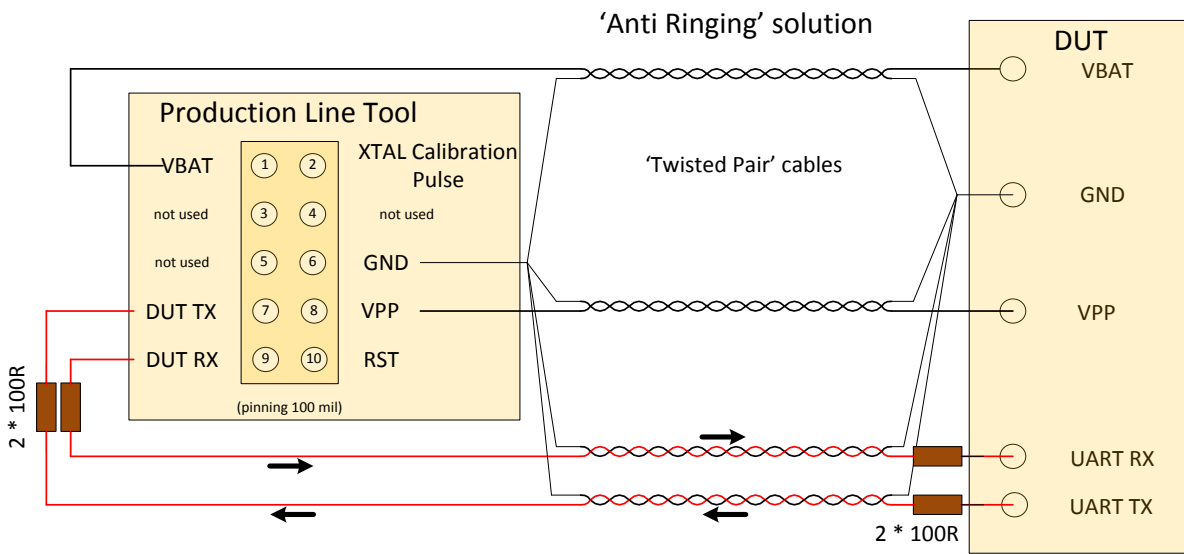 ‘Anti Ringing’ solution
DUT
VBAT
Production Line Tool
VBAT
1
2
XTAL Calibration
Pulse
‘Twisted Pair’ cables
GND
not used
3
4
not used
not used
5
6
GND
DUT TX
7
8
VPP
VPP
DUT RX
9
10
RST
(pinning 100 mil)
2 * 100R
UART RX
UART TX
2 * 100R